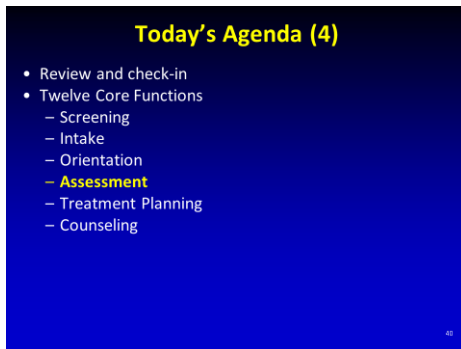 Today's Agenda (4)
• Review and check-in
• Twelve Core Functions
– Screening
– Intake
– Orientation
– Assessment
– Treatment Planning
– Counseling
40